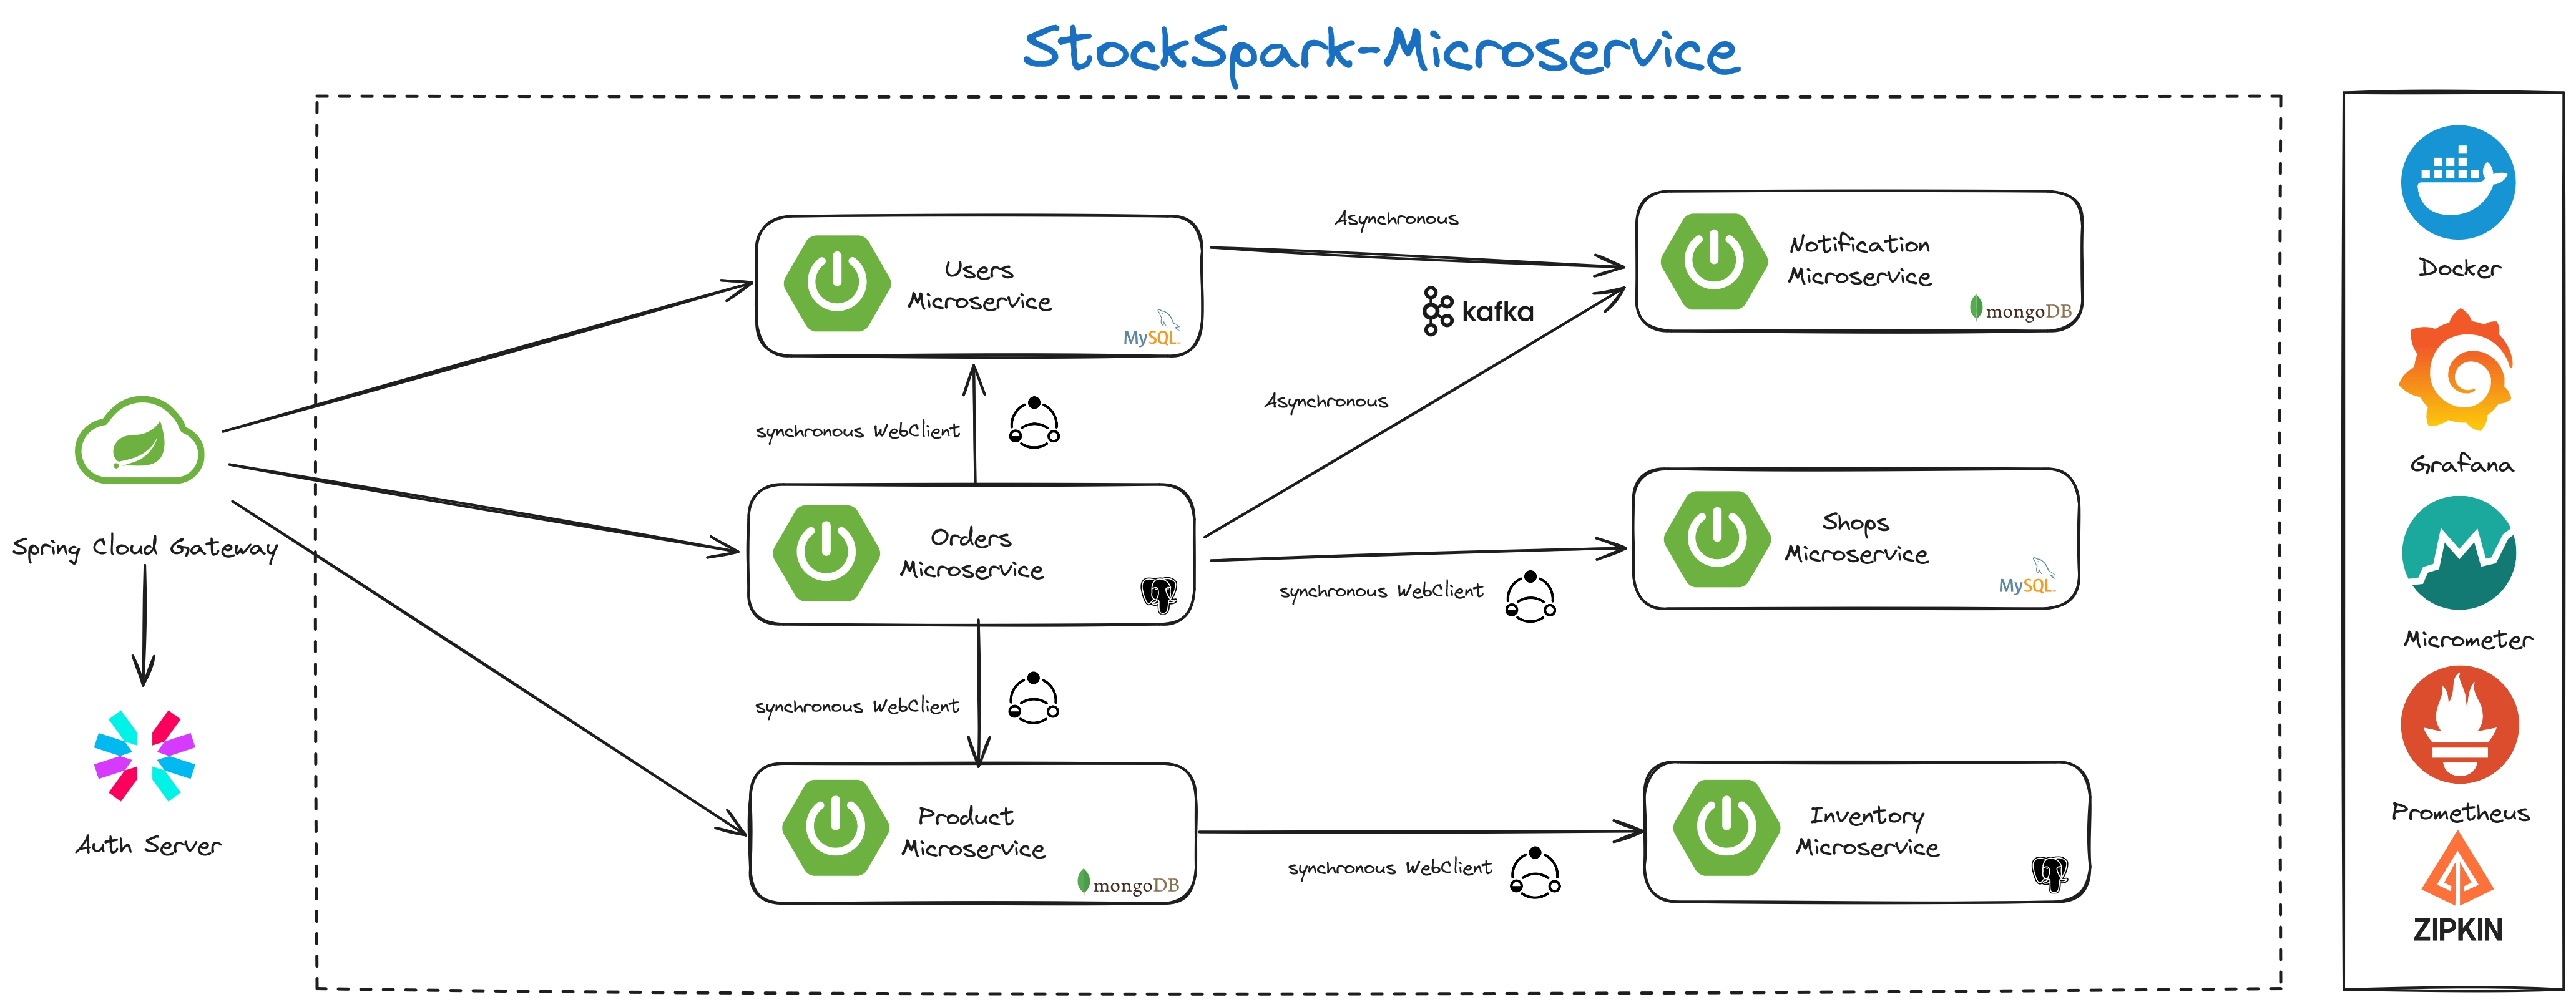 StockSpark-Microservice
Users
Microservice
MySQL
Asynchronous
Notification
Microservice
mongoDB
kafka
Asynchronous
synchronous WebClient
Spring Cloud Gateway
Orders
Microservice
synchronous WebClient
Shops
Microservice
MySQL
synchronous WebClient
Auth Server
Product
Microservice
mongoDB
synchronous WebClient
Inventory
Microservice
Docker
Grafana
Micrometer
Prometheus
ZIPKIN